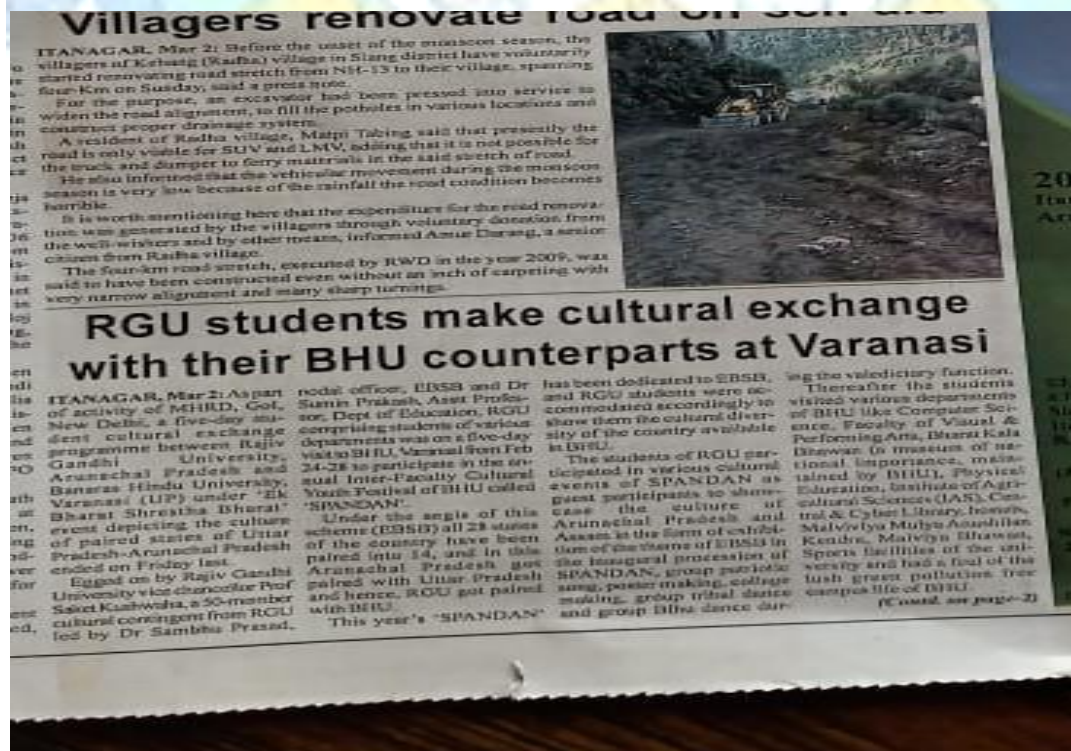 Villagers renovate road on self aid
ITANAGAR, Mar 2: Before the onset of the monsoon season, the
villagers of Kebang (Radha) village in Siang district have voluntarily
started renovating road stretch from NH-13 to their village, spanning
four Km on Sunday, said a press note.
For the purpose, an excavator had been pressed into service to
widen the road alignment, to fill the potholes in various locations and
construct proper drainage system.
A resident of Radha village, Matpi Tabing said that presently the
road is only viable for SUV and LMV, adding that it is not possible for
the truck and dumper to ferry materials in the said stretch of road.
He also informed that the vehicular movement during the monsoon
season is very low because of the rainfall the road condition becomes
horrible.
It is worth mentioning here that the expenditure for the road renova-
tion was generated by the villagers through voluntary donation from
the well-wishers and by other means, informed Darang, a senior
citizen from Radha village.
The four-km road stretch, executed by RWD in the year 2009, was
said to have been constructed even without an inch of carpeting with
very narrow alignment and many sharp turnings.
RGU students make cultural exchange
with their BHU counterparts at Varanasi
ITANAGAR, Mar 2: As part
of activity of MHRD, GoI,
New Delhi, a five-day stu-
dent cultural exchange
programme between Rajiv
Gandhi University,
Arunachal Pradesh and
Banaras Hindu University,
Varanasi (UP) under "Ek
Bharat Shrestha Bharat"
event depicting the culture
of paired states of Uttar
Pradesh-Arunachal Pradesh
ended on Friday last.
Egged on by Rajiv Gandhi
University vice chancellor Prof
Saket Kushwaha, a 50-member
cultural contingent from RGU
led by Dr Sambhu Prasad,
nodal officer, EBSB and Dr
Sumin Prakash, Asst Profes-
sor, Dept of Education, RGU
comprising students of various
departments was on a five-day
visit to BHU, Varanasi from Feb
24-28 to participate in the an-
nual Inter-Faculty Cultural
Youth Festival of BHU called
"SPANDAN".
Under the angle of this
scheme (EBSB) all 28 states
of the country have been
paired into 14, and in this
Arunachal Pradesh got
paired with Uttar Pradesh
and hence, RGU got paired
with BHU.
This year's "SPANDAN"
has been dedicated to EBSB,
and RGU students were ac-
commodated accordingly to
show them the cultural diver-
sity of the country available
in BHU.
The students of RGU par-
ticipated in various cultural
events of SPANDAN as
guest participants to show-
case the culture of
Arunachal Pradesh and
Assam in the form of exhibi-
tion of the theme of EBSB in
the inaugural procession of
SPANDAN, group patriotic
song, poster making, collage
making, group tribal dance
and group Bihu dance dur-
ing the valedictory function.
Thereafter the students
visited various departments
of BHU like Computer Sci-
ence, Faculty of Visual &
Performing Arts, Bharat Kala
Bhawan (a museum of na-
tional importance, main-
tained by BHU), Physical
Education, Institute of Agri-
cultural Sciences (IAS), Cen-
tral & Cyber Library, hostels,
Malviya Mulya Anushilan
Kendra, Malviya Bhawan,
Sports facilities of the uni-
versity and had a feel of the
lush green pollution free
campus life of BHU.
(Contd. on page-2)